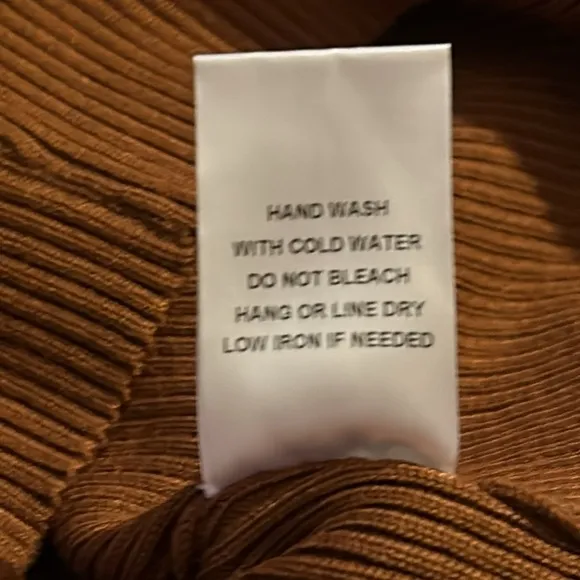 HAND WASH
WITH COLD WATER
DO NOT BLEACH
HANG OR LINE DRY
LOW IRON IF NEEDED